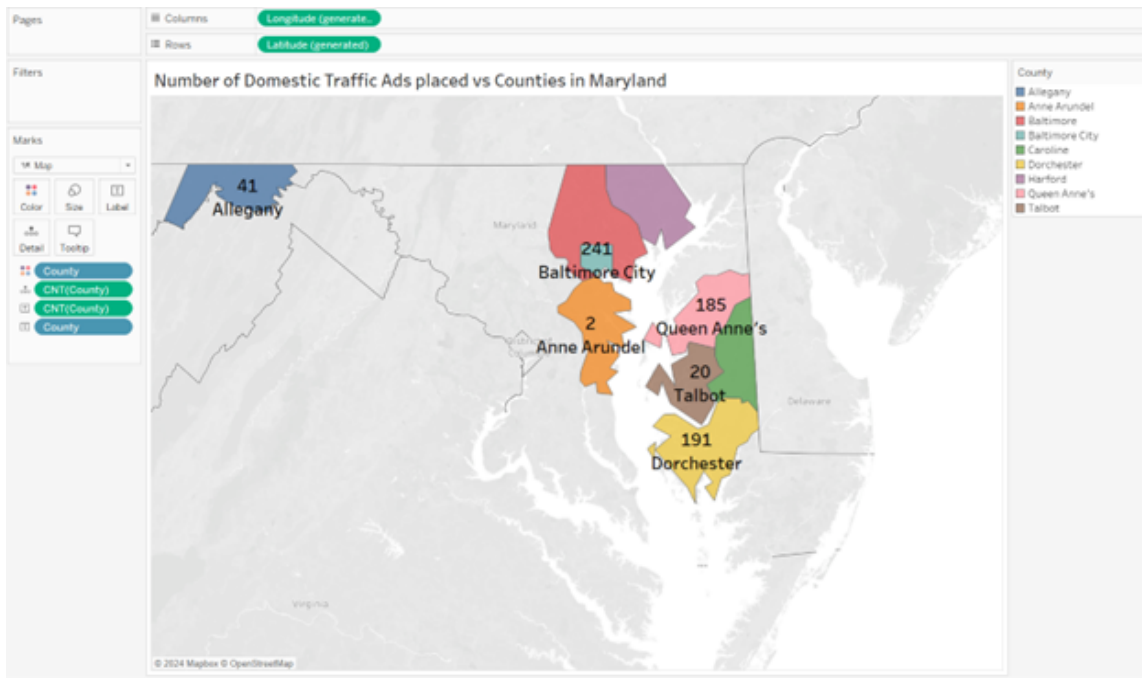 Pages
Columns
Longitude (generate..
Rows
Latitude (generated)
Filters
Marks
Map
Color
Size
Label
Detail
Tooltip
County
CNT(County)
CNT(County)
County
Number of Domestic Traffic Ads placed vs Counties in Maryland
41
Allegany
Maryland
241
Baltimore City
2
Anne Arundel
185
Queen Anne's
20
Talbot
Delaware
191
Dorchester
Virginia
© 2024 Mapbox © OpenStreetMap
County
Allegany
Anne Arundel
Baltimore
Baltimore City
Caroline
Dorchester
Harford
Queen Anne's
Talbot